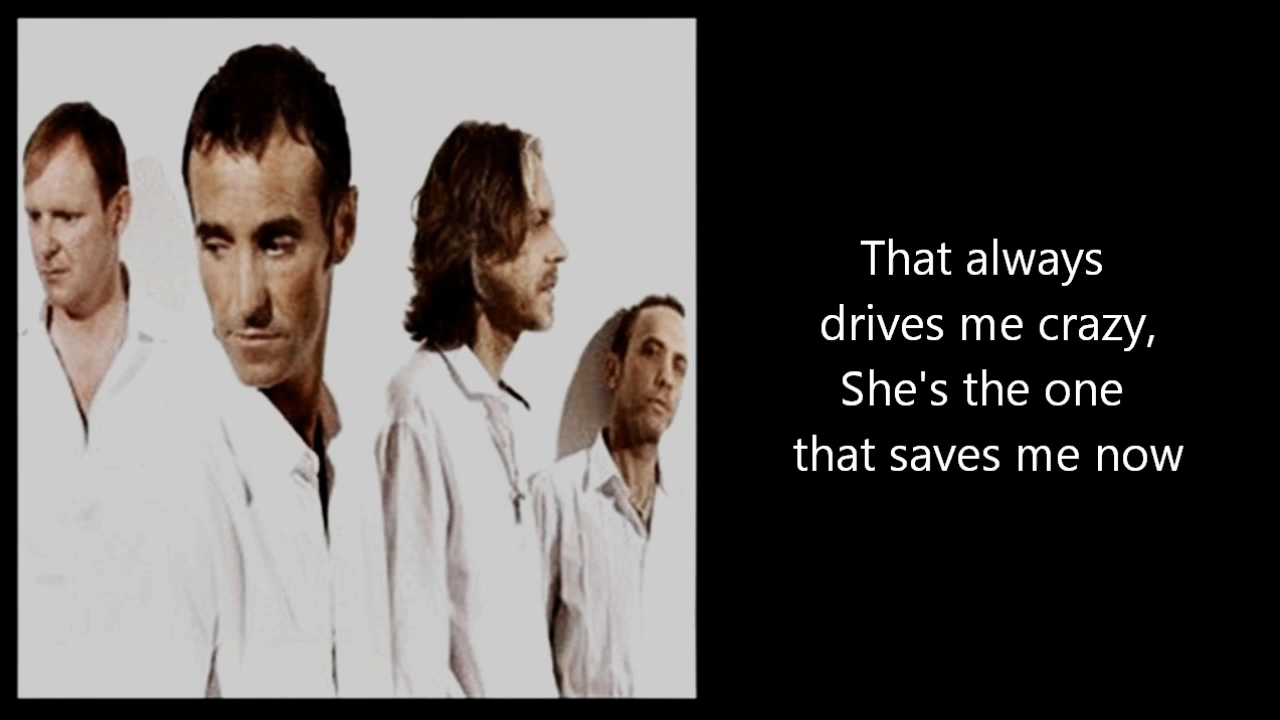 That always
drives me crazy,
She's the one
that saves me now